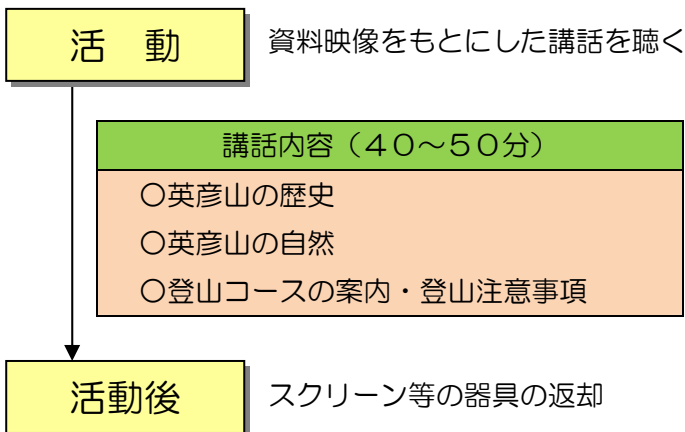 活　動
資料映像をもとにした講話を聴く
講話内容（４０～５０分）
○英彦山の歴史
○英彦山の自然
○登山コースの案内・登山注意事項
活動後
スクリーン等の器具の返却